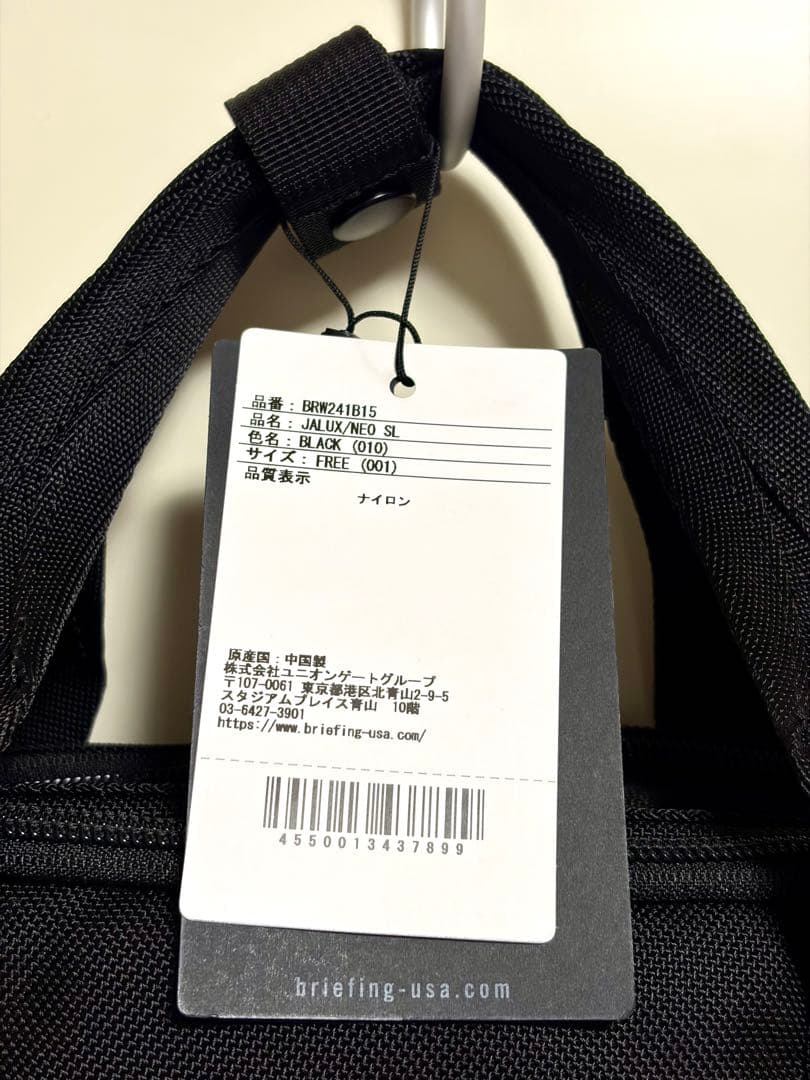 品番：BRW241B15
品名：JALUX/NEO SL
色名：BLACK (010)
サイズ：FREE (001)
品質表示
ナイロン
原産国：中国製
株式会社ユニオンゲートグループ
〒107-0061 東京都港区北青山2-9-5
スタジアムプレイス青山 10階
03-6427-3901
https://www.briefing-usa.com/
4550013437899
briefing-usa.com